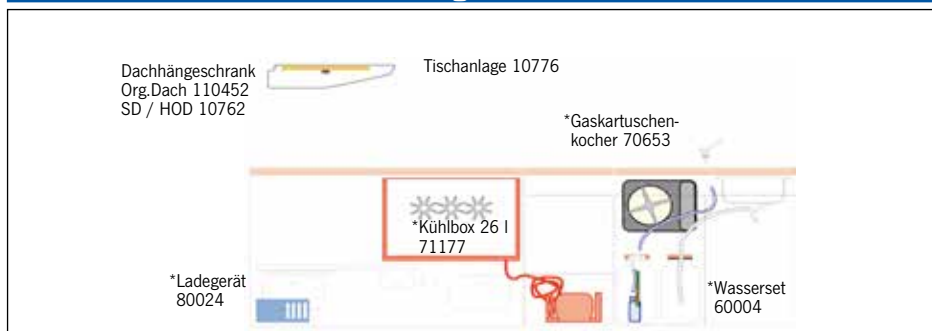 Dachhängeschrank
Org.Dach 110452
SD / HOD 10762
Tischanlage 10776
*Gaskartuschen-
kocher 70653
*Kühlbox 26 l
71177
*Ladegerät
80024
*Wasserset
60004